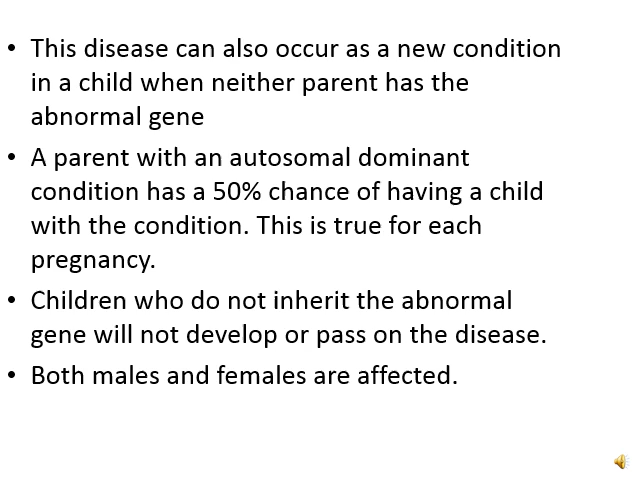 • This disease can also occur as a new condition
in a child when neither parent has the
abnormal gene
• A parent with an autosomal dominant
condition has a 50% chance of having a child
with the condition. This is true for each
pregnancy.
• Children who do not inherit the abnormal
gene will not develop or pass on the disease.
• Both males and females are affected.